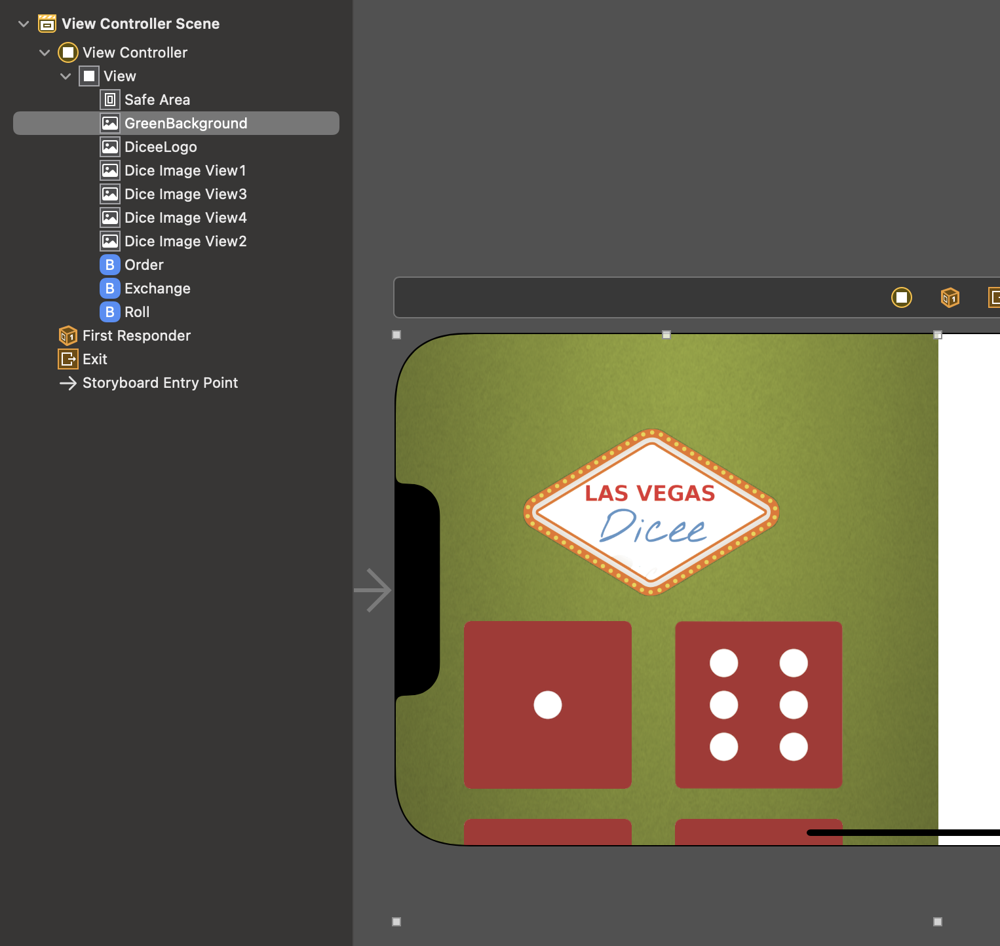 View Controller Scene
View Controller
View
Safe Area
GreenBackground
DiceeLogo
Dice Image View1
Dice Image View3
Dice Image View4
Dice Image View2
B Order
B Exchange
B Roll
First Responder
Exit
Storyboard Entry Point
1
LAS VEGAS
Dicee